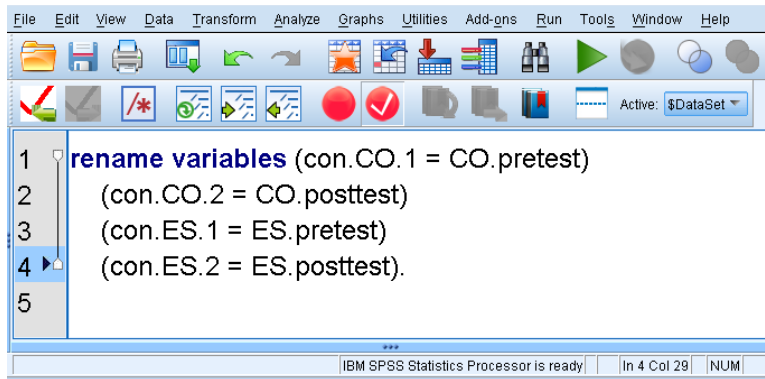 File Edit View Data Transform Analyze Graphs Utilities Add-ons Run Tools Window Help
/*
Active: $DataSet
1 rename variables (con.CO.1 = CO.pretest)
2 (con.CO.2 = CO.posttest)
3 (con.ES.1 = ES.pretest)
4 (con.ES.2 = ES.posttest).
5
IBM SPSS Statistics Processor is ready In 4 Col 29 NUM